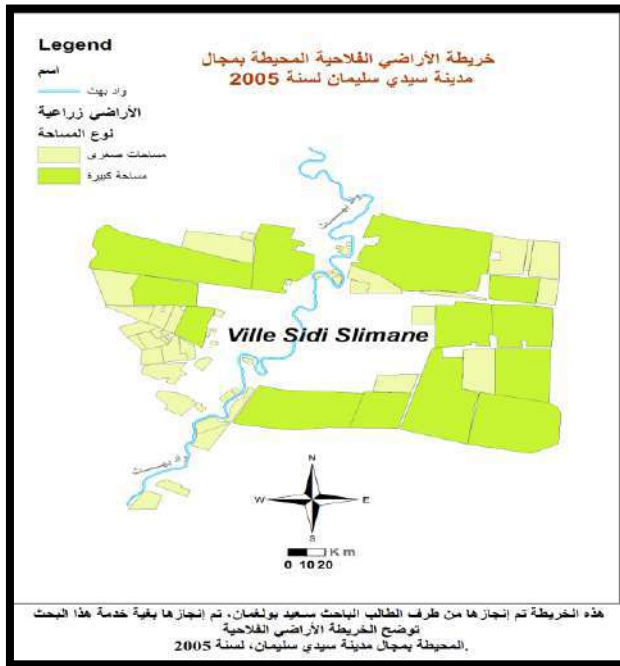 خريطة الأراضي الفلاحية المحيطة بمجال
مدينة سيدي سليمان لسنة 2005
Legend
اسم
واد بهت
الأراضي زراعية
نوع المساحة
مساحات صغرى
مساحة كبيرة
Ville Sidi Slimane
واد بهت
N
W E
S
Km
0 10 20
هذه الخريطة تم إنجازها من طرف الطالب الباحث سعيد بولغمان، تم إنجازها بغية خدمة هذا البحث
توضح الخريطة الأراضي الفلاحية
المحيطة بمجال مدينة سيدي سليمان، لسنة 2005.